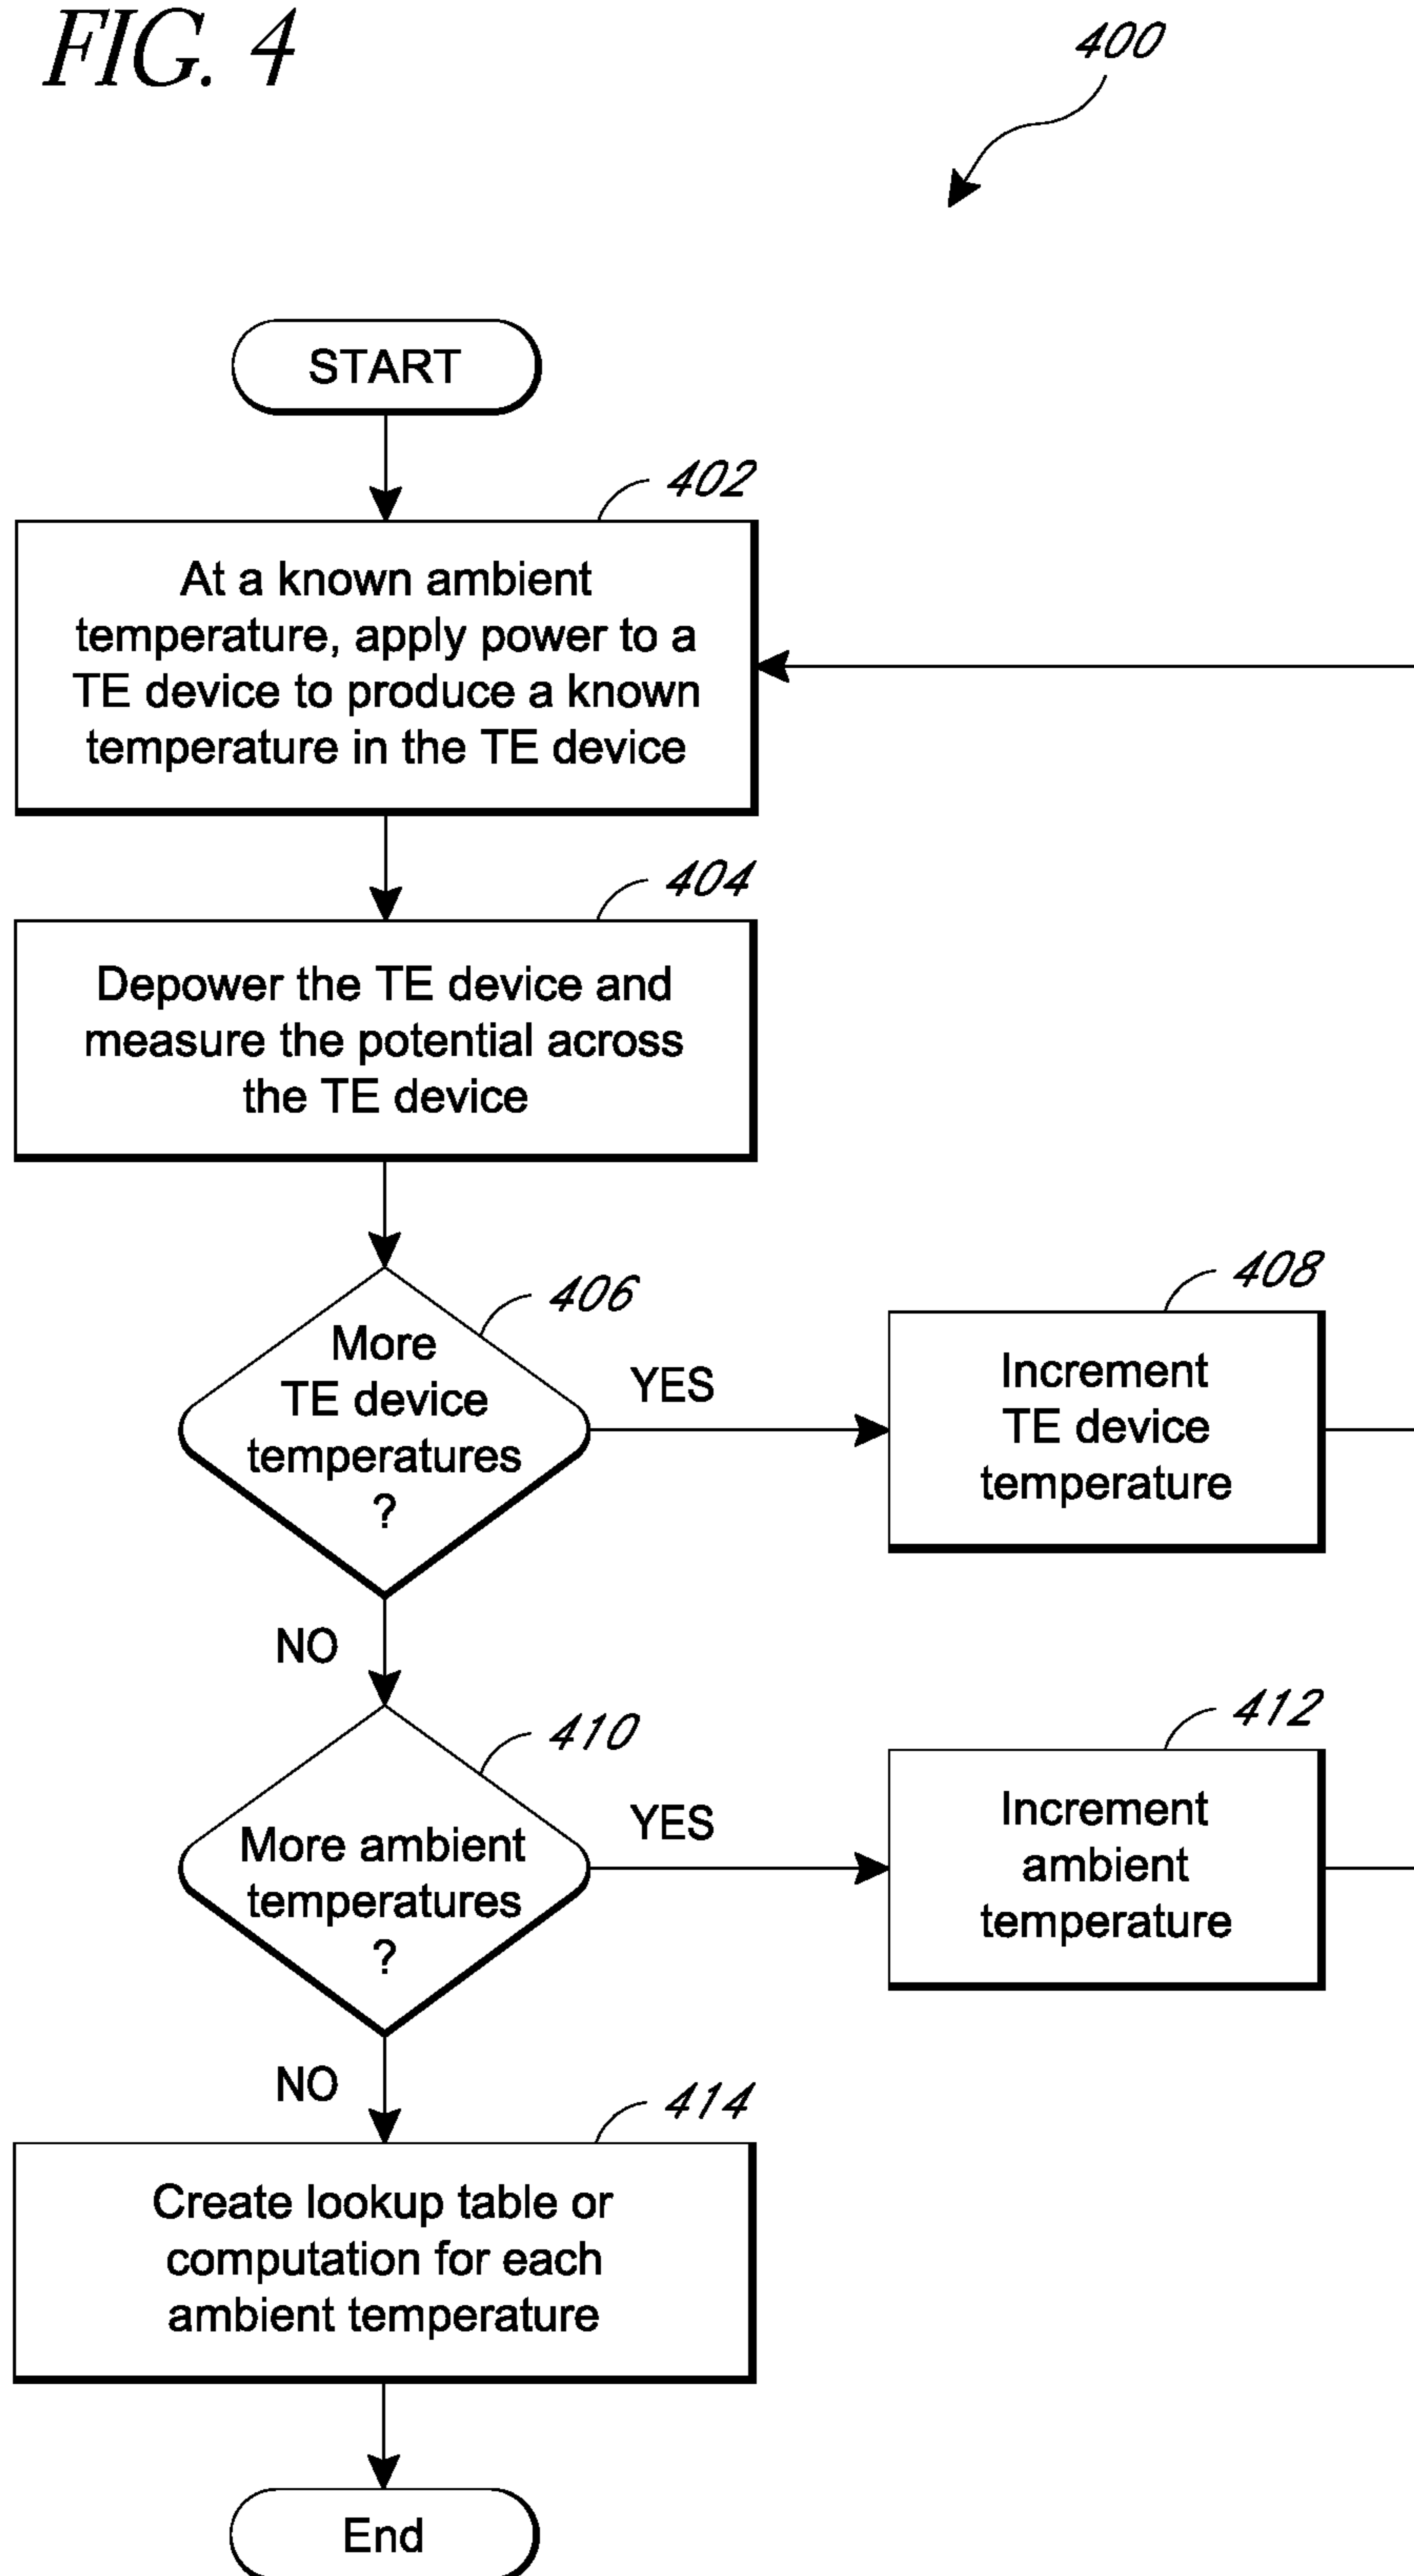 FIG. 4
400
START
402
At a known ambient
temperature, apply power to a
TE device to produce a known
temperature in the TE device
404
Depower the TE device and
measure the potential across
the TE device
406
More
TE device
temperatures
?
YES
408
Increment
TE device
temperature
NO
410
More ambient
temperatures
?
YES
412
Increment
ambient
temperature
NO
414
Create lookup table or
computation for each
ambient temperature
End